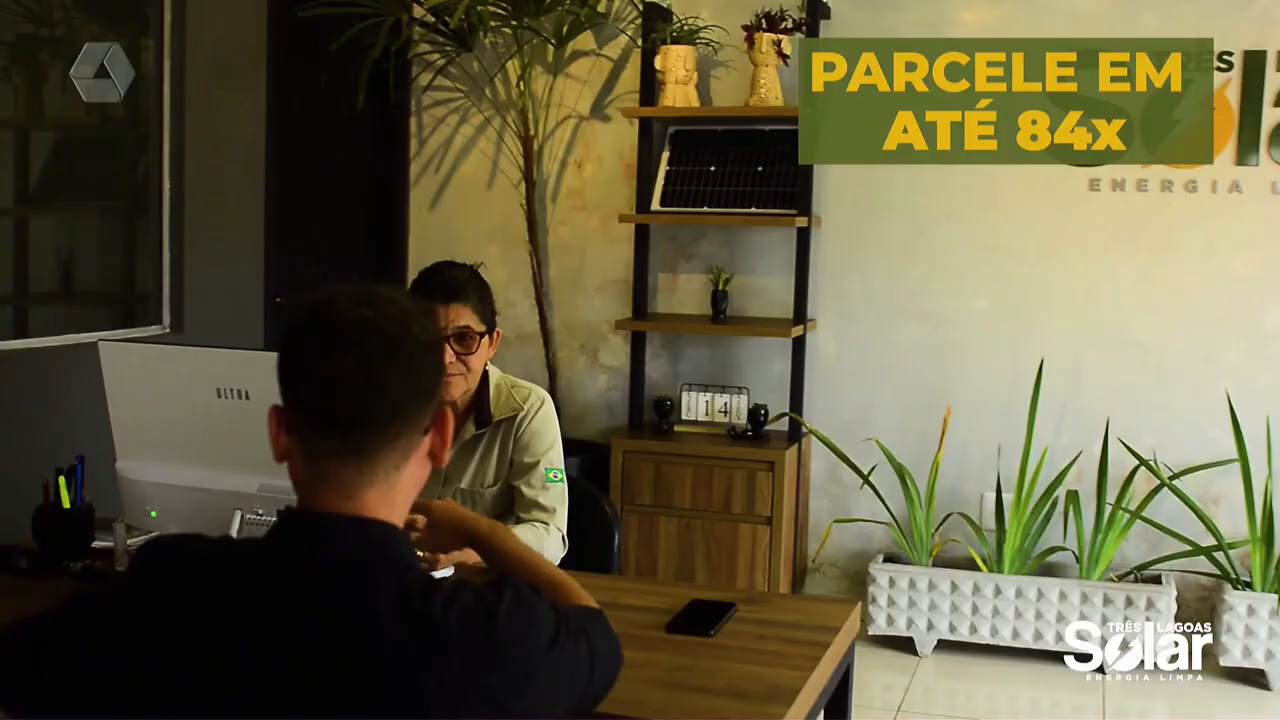 PARCELE EM
ATÉ 84x
ENERGIA L
ULTRA
14
TRÊS LAGOAS
Solar
ENERGIA LIMPA